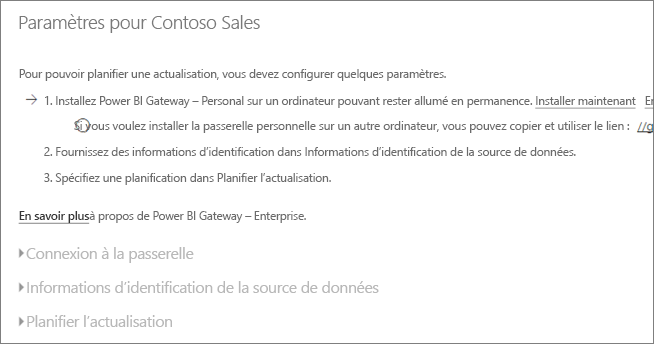 Paramètres pour Contoso Sales
Pour pouvoir planifier une actualisation, vous devez configurer quelques paramètres.
1. Installez Power BI Gateway – Personal sur un ordinateur pouvant rester allumé en permanence. Installer maintenant
Si vous voulez installer la passerelle personnelle sur un autre ordinateur, vous pouvez copier et utiliser le lien : //g
2. Fournissez des informations d'identification dans Informations d'identification de la source de données.
3. Spécifiez une planification dans Planifier l'actualisation.
En savoir plusà propos de Power BI Gateway – Enterprise.
Connexion à la passerelle
Informations d'identification de la source de données
Planifier l'actualisation